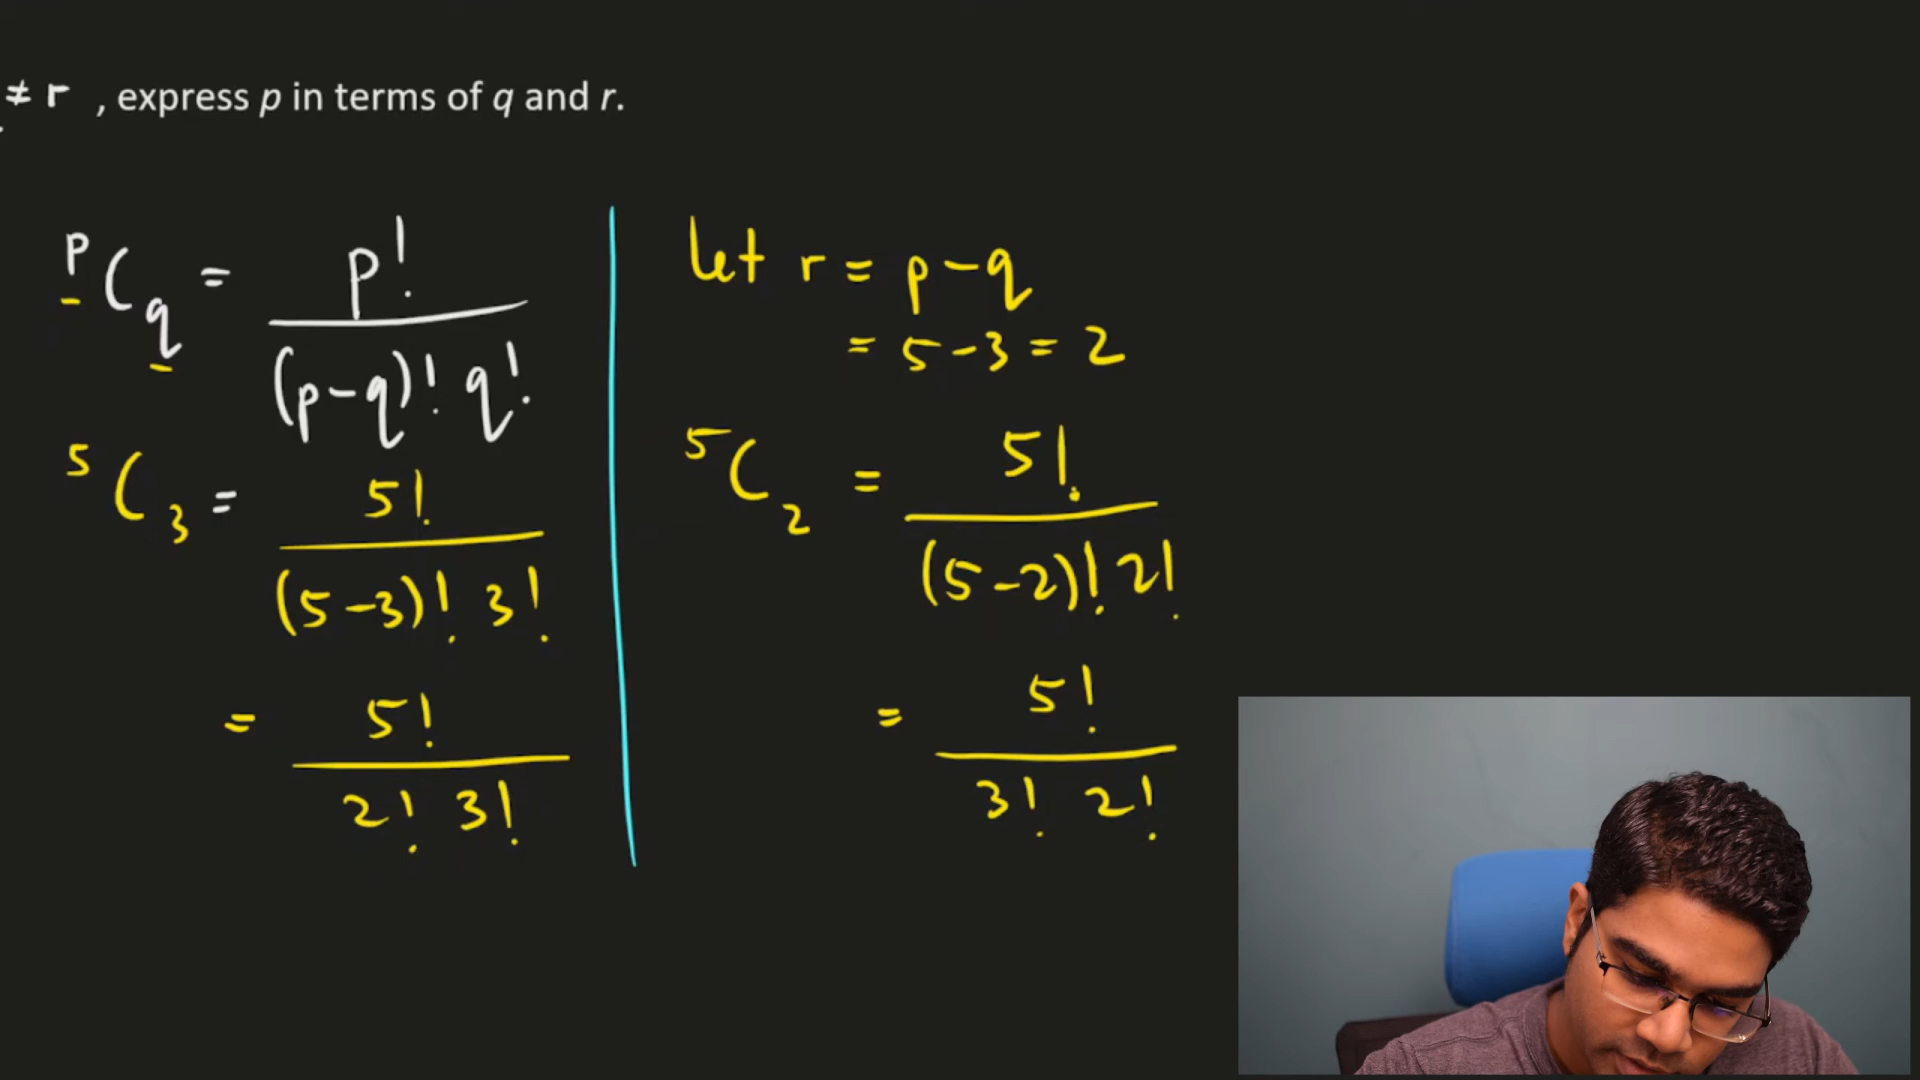 ≠ r , express p in terms of q and r.
ᵖC_q = p! / (p-q)! q!
⁵C₃ = 5! / (5-3)! 3!
= 5! / 2! 3!
let r = p-q
= 5-3 = 2
⁵C₂ = 5! / (5-2)! 2!
= 5! / 3! 2!